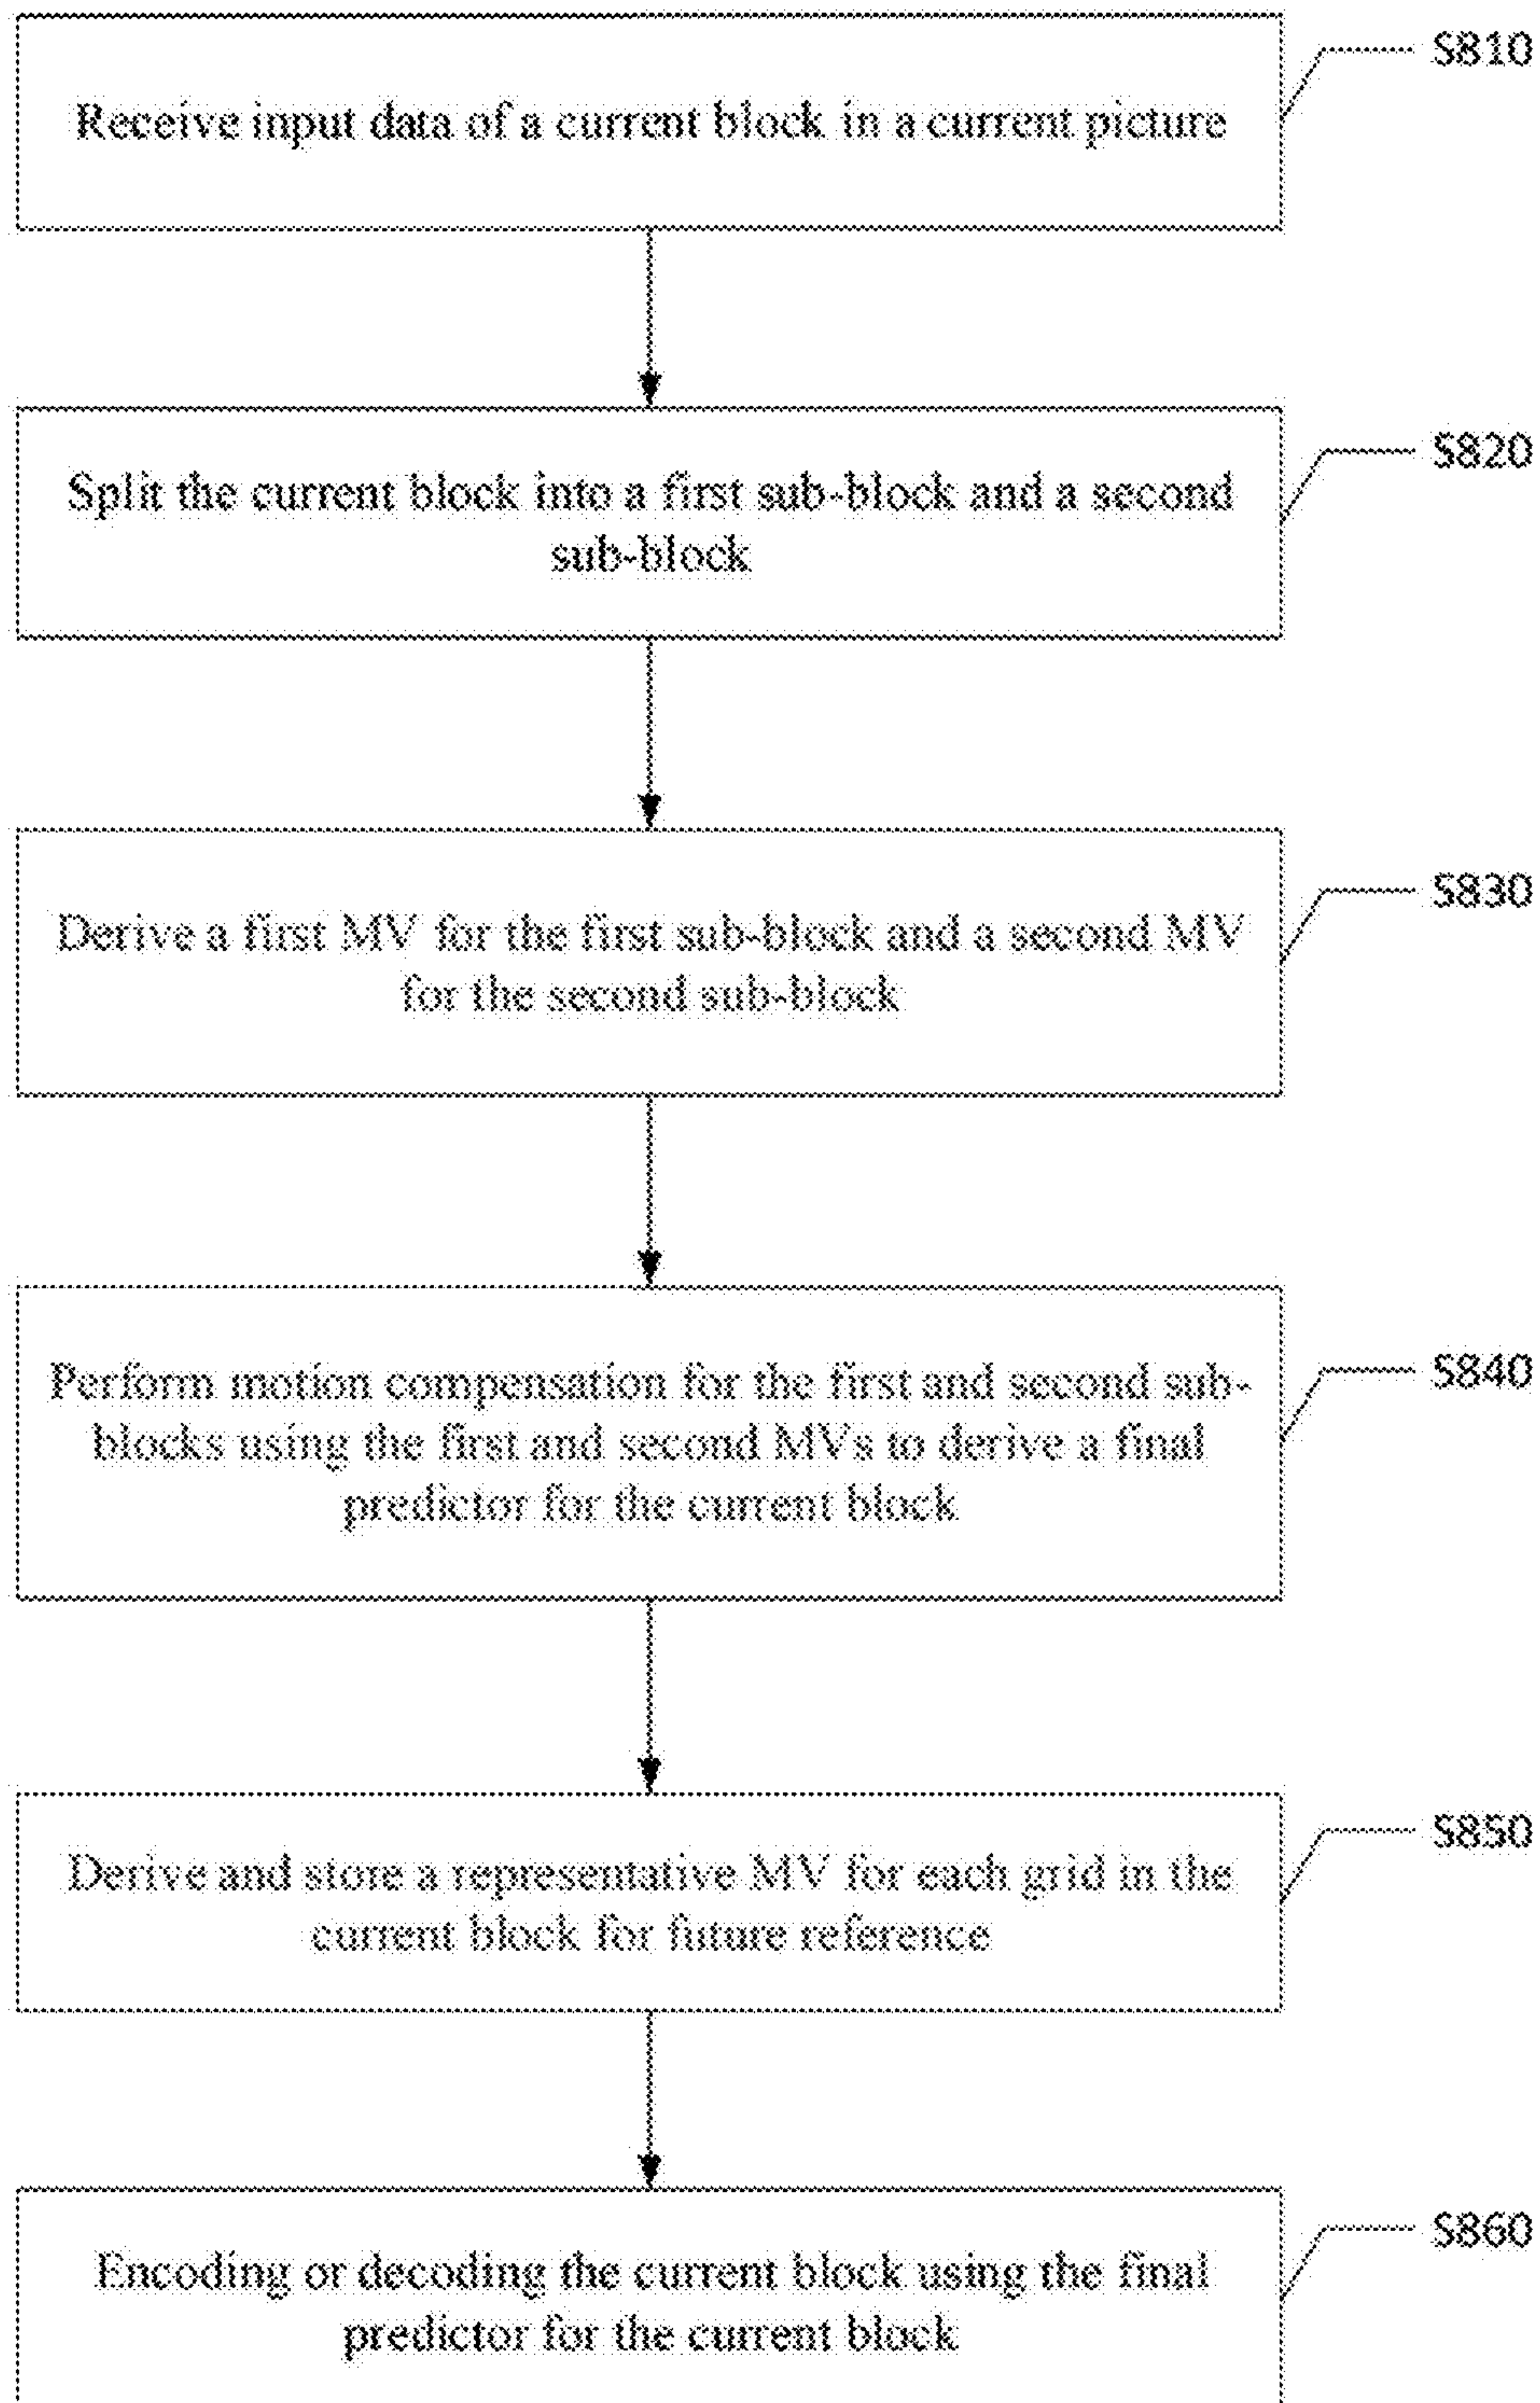 S810
Receive input data of a current block in a current picture
S820
Split the current block into a first sub-block and a second
sub-block
S830
Derive a first MV for the first sub-block and a second MV
for the second sub-block
S840
Perform motion compensation for the first and second sub-
blocks using the first and second MVs to derive a final
predictor for the current block
S850
Derive and store a representative MV for each grid in the
current block for future reference
S860
Encoding or decoding the current block using the final
predictor for the current block